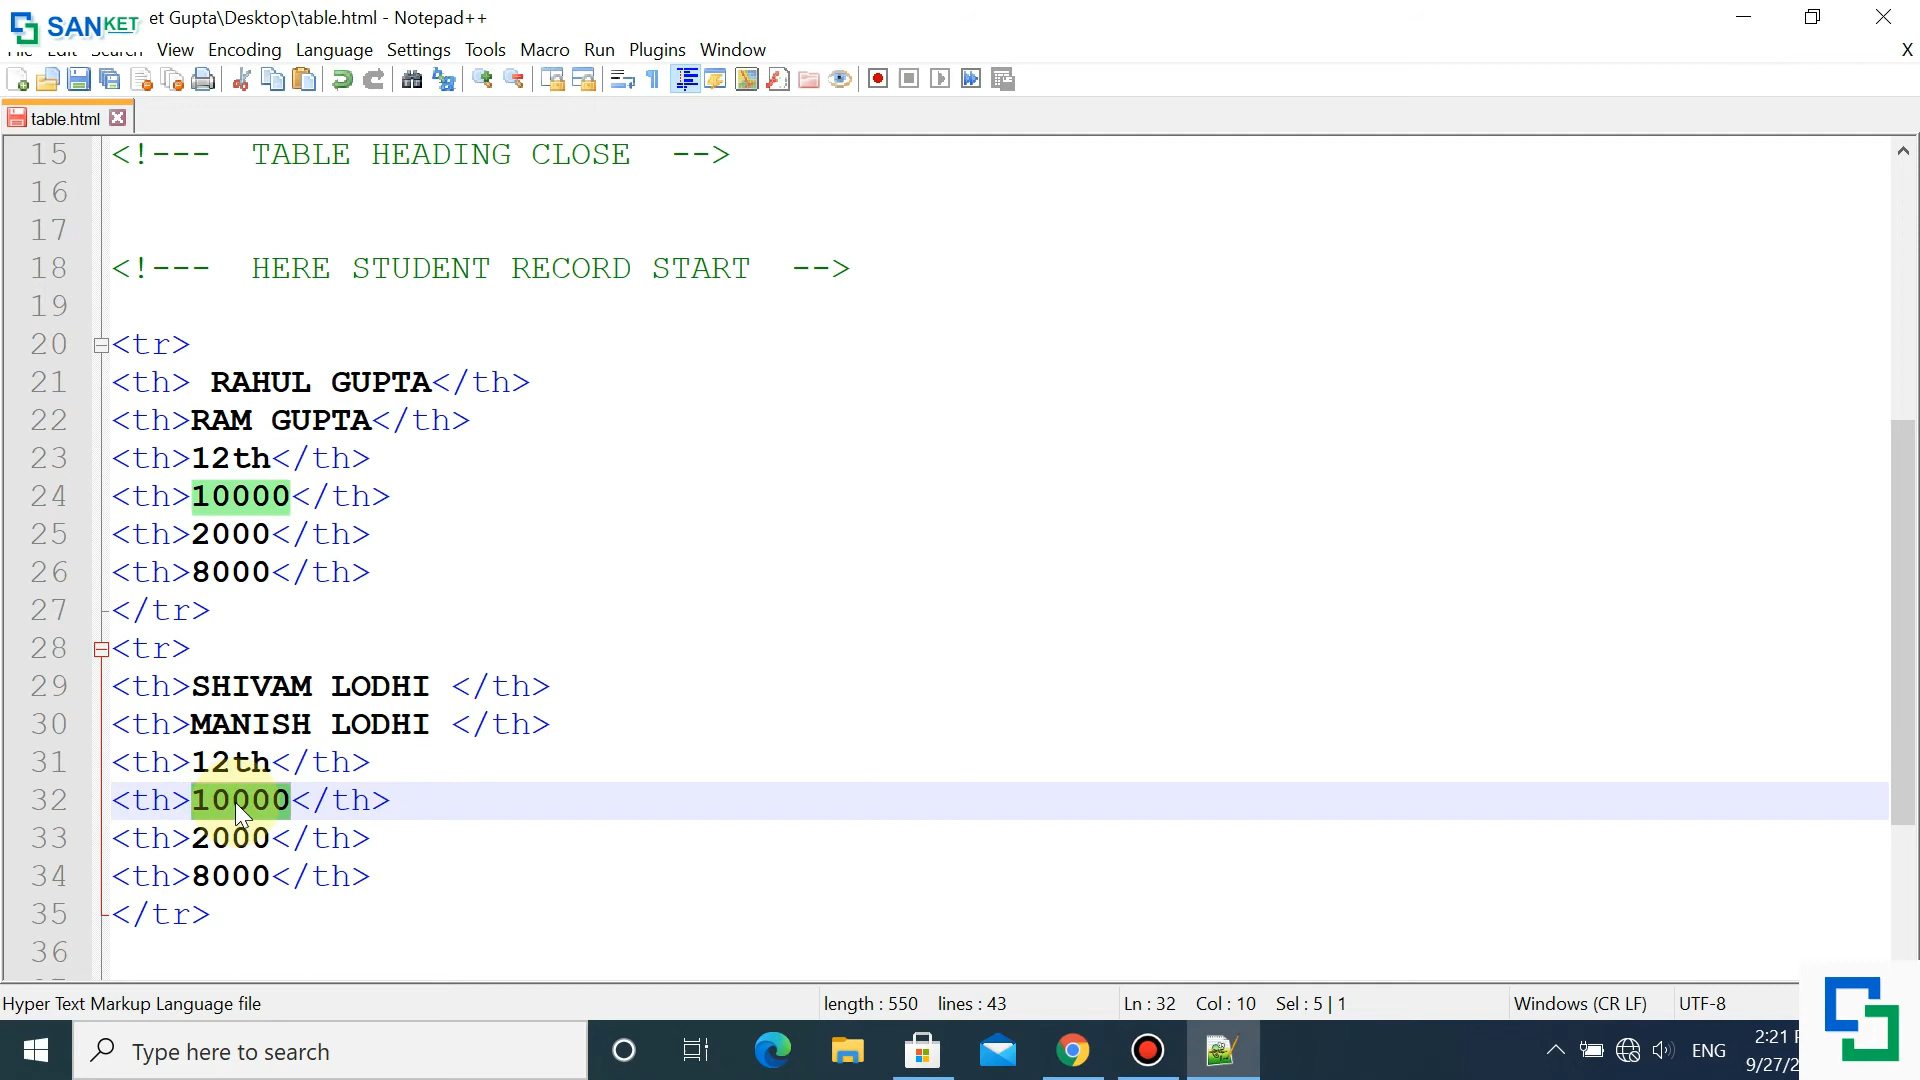 SANKET
et Gupta\Desktop\table.html - Notepad++
View Encoding Language Settings Tools Macro Run Plugins Window X
table.html
15 <!--- TABLE HEADING CLOSE -->
16
17
18 <!--- HERE STUDENT RECORD START -->
19
20 <tr>
21 <th> RAHUL GUPTA</th>
22 <th>RAM GUPTA</th>
23 <th>12th</th>
24 <th>10000</th>
25 <th>2000</th>
26 <th>8000</th>
27 </tr>
28 <tr>
29 <th>SHIVAM LODHI </th>
30 <th>MANISH LODHI </th>
31 <th>12th</th>
32 <th>10000</th>
33 <th>2000</th>
34 <th>8000</th>
35 </tr>
36
Hyper Text Markup Language file length : 550 lines : 43 Ln : 32 Col : 10 Sel : 5 | 1 Windows (CR LF) UTF-8
Type here to search
ENG
2:21
9/27/2